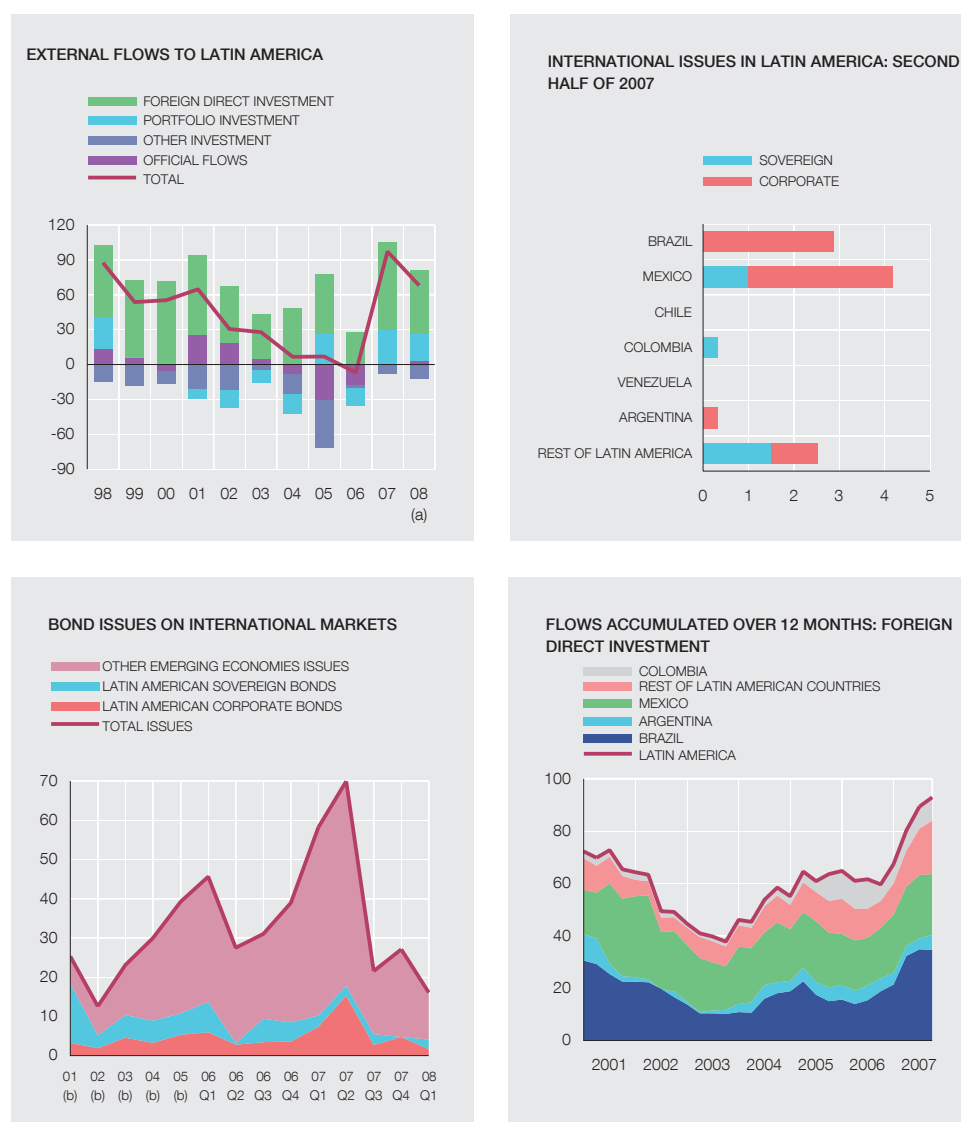 EXTERNAL FLOWS TO LATIN AMERICA
FOREIGN DIRECT INVESTMENT
PORTFOLIO INVESTMENT
OTHER INVESTMENT
OFFICIAL FLOWS
TOTAL
120
90
60
30
0
-30
-60
-90
98 99 00 01 02 03 04 05 06 07 08
(a)
INTERNATIONAL ISSUES IN LATIN AMERICA: SECOND
HALF OF 2007
SOVEREIGN
CORPORATE
BRAZIL
MEXICO
CHILE
COLOMBIA
VENEZUELA
ARGENTINA
REST OF LATIN AMERICA
0 1 2 3 4 5
BOND ISSUES ON INTERNATIONAL MARKETS
OTHER EMERGING ECONOMIES ISSUES
LATIN AMERICAN SOVEREIGN BONDS
LATIN AMERICAN CORPORATE BONDS
TOTAL ISSUES
70
60
50
40
30
20
10
0
01 02 03 04 05 06 06 06 06 07 07 07 07 08
(b) (b) (b) (b) (b) Q1 Q2 Q3 Q4 Q1 Q2 Q3 Q4 Q1
FLOWS ACCUMULATED OVER 12 MONTHS: FOREIGN
DIRECT INVESTMENT
COLOMBIA
REST OF LATIN AMERICAN COUNTRIES
MEXICO
ARGENTINA
BRAZIL
LATIN AMERICA
100
80
60
40
20
0
2001 2002 2003 2004 2005 2006 2007